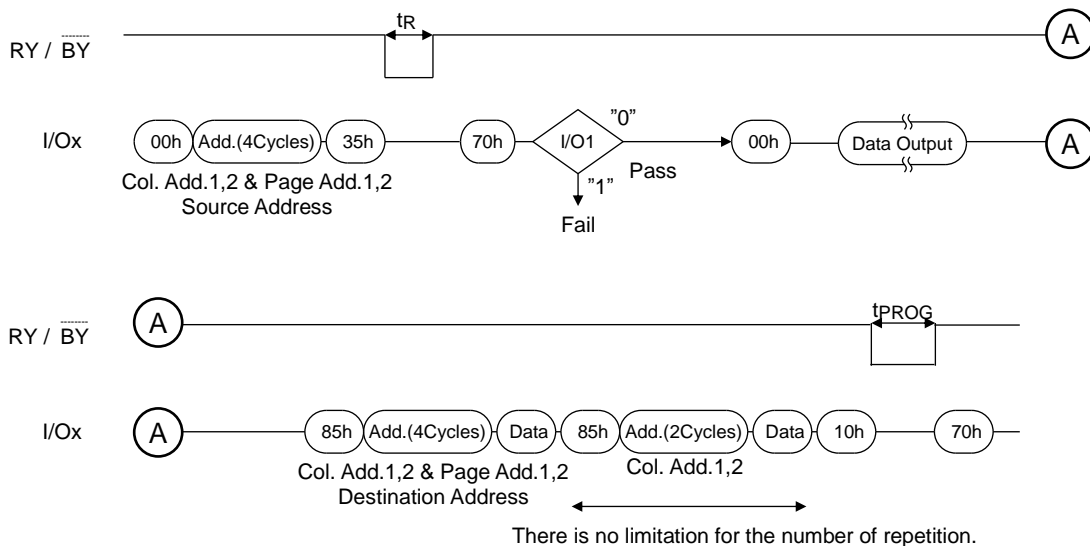 tR
RY / BY
A
I/Ox
00h
Add.(4Cycles)
35h
70h
I/O1
"0"
Pass
"1"
Fail
00h
Data Output
A
Col. Add.1,2 & Page Add.1,2
Source Address
A
RY / BY
tPROG
I/Ox
A
85h
Add.(4Cycles)
Data
85h
Add.(2Cycles)
Data
10h
70h
Col. Add.1,2 & Page Add.1,2
Destination Address
Col. Add.1,2
There is no limitation for the number of repetition.